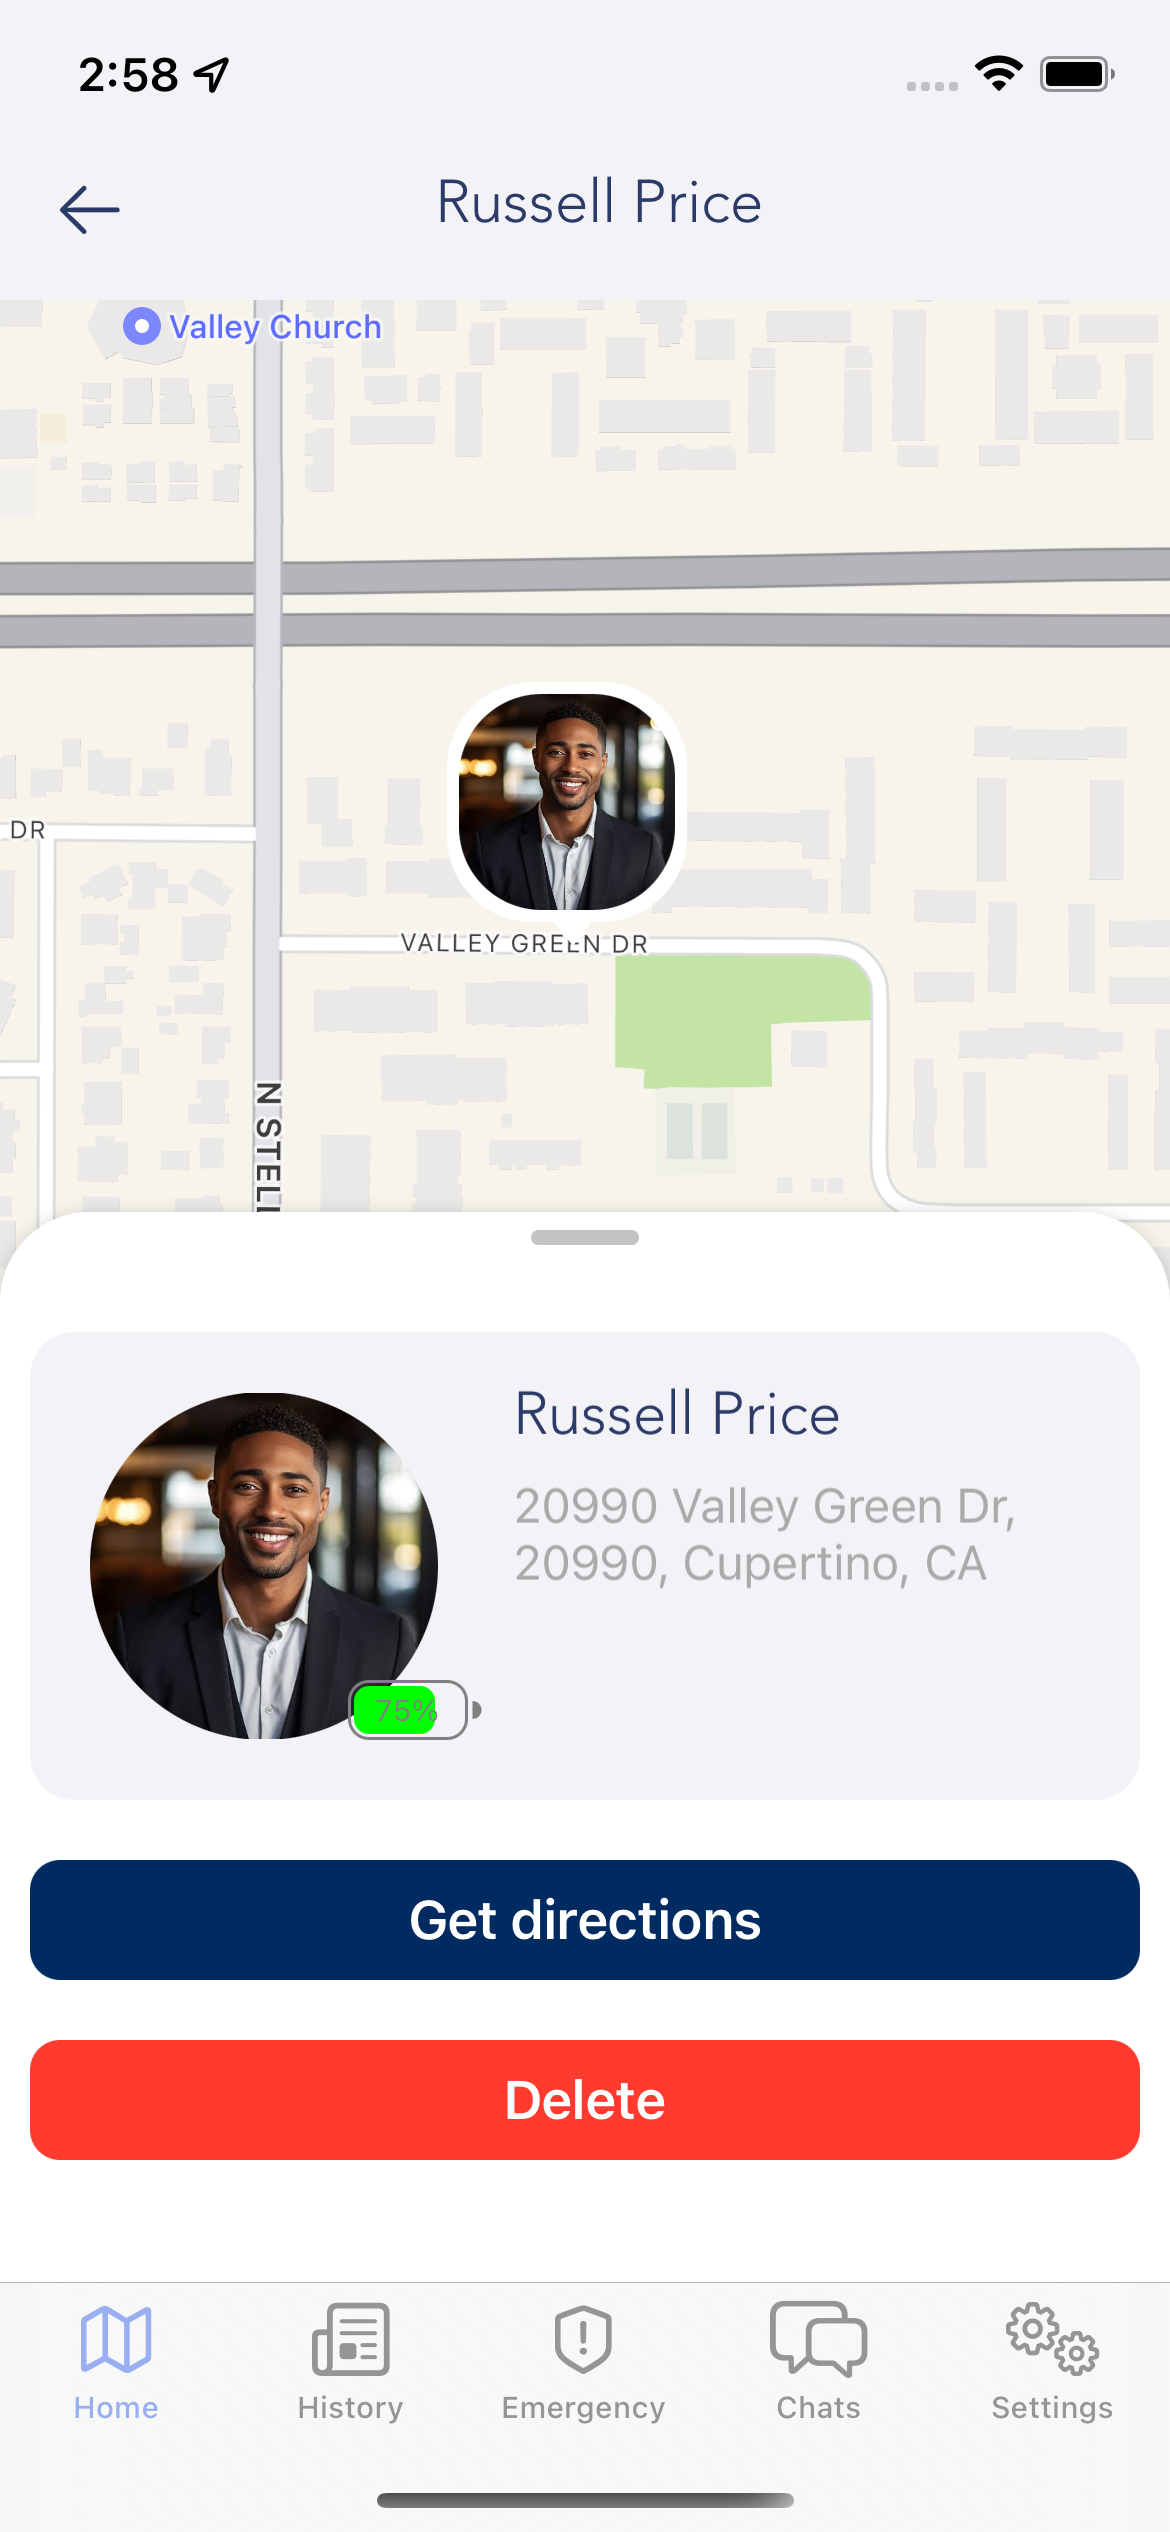 2:58
Russell Price
Valley Church
DR
VALLEY GREEN DR
N STELL
Russell Price
20990 Valley Green Dr,
20990, Cupertino, CA
75%
Get directions
Delete
Home
History
Emergency
Chats
Settings